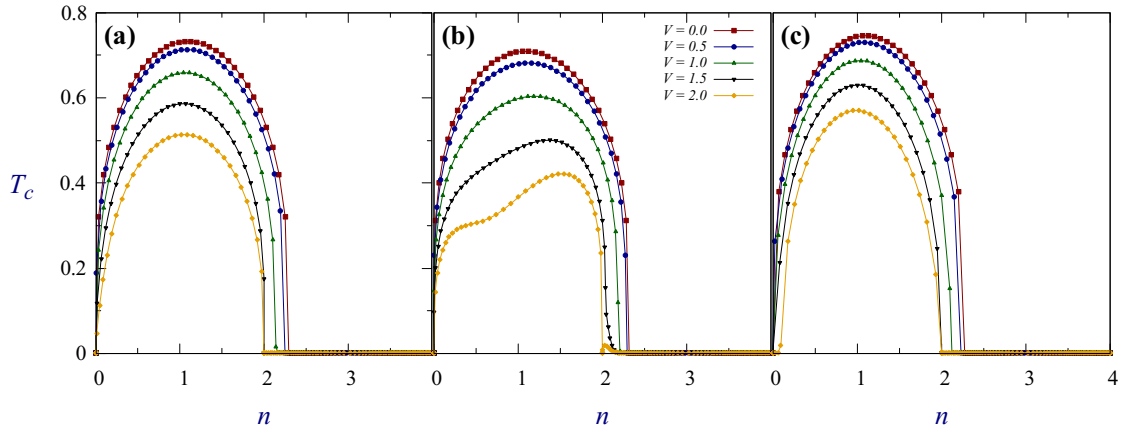 (a)
(b)
(c)
V = 0.0
V = 0.5
V = 1.0
V = 1.5
V = 2.0
0.8
0.6
0.4
0.2
0
T_c
0 1 2 3
0 1 2 3
0 1 2 3 4
n
n
n